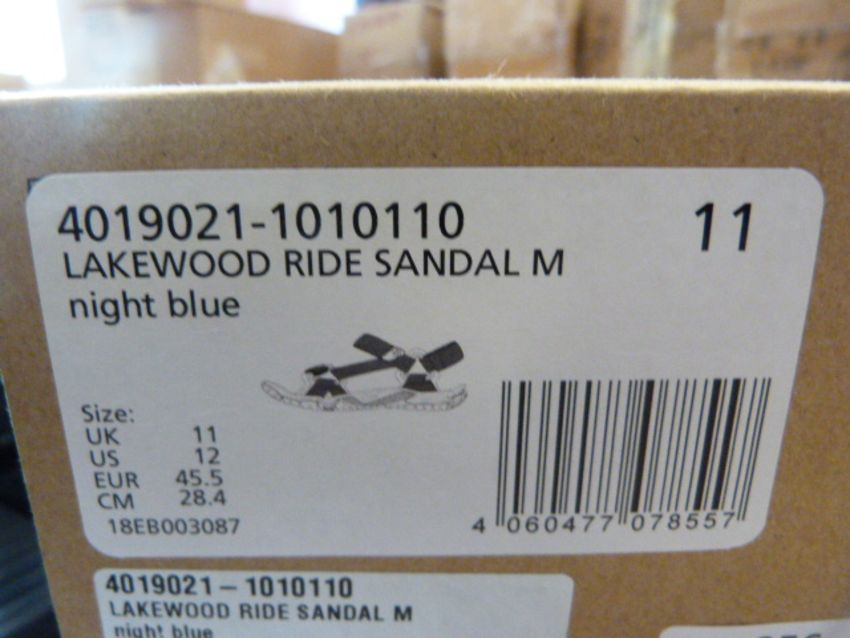 4019021-1010110 11
LAKEWOOD RIDE SANDAL M
night blue
Size:
UK 11
US 12
EUR 45.5
CM 28.4
18EB003087
4 060477 078557
4019021-1010110
LAKEWOOD RIDE SANDAL M
night blue